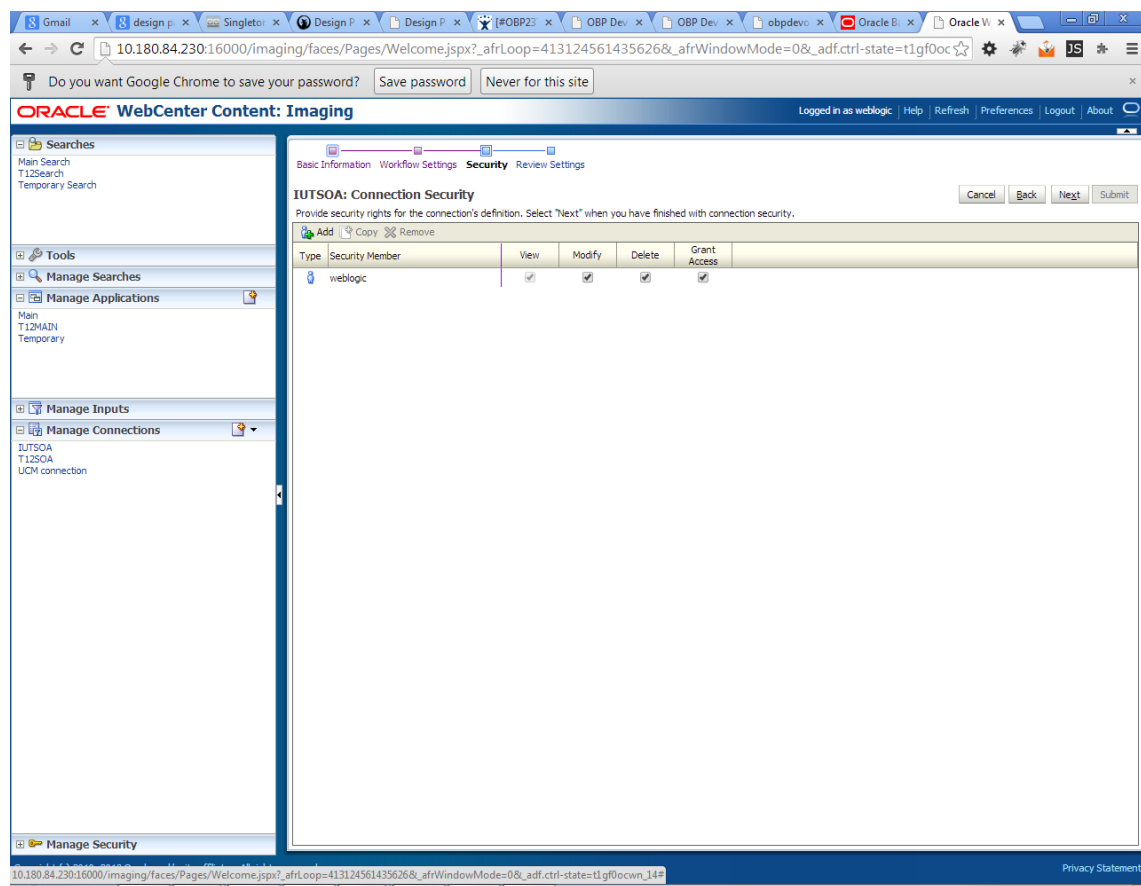 Gmail design p Singletor Design P Design P [#OBP23 OBP Dev OBP Dev obpdevo Oracle B Oracle W
10.180.84.230:16000/imaging/faces/Pages/Welcome.jspx?_afrLoop=413124561435626&_afrWindowMode=0&_adf.ctrl-state=t1gf0oc
JS
Do you want Google Chrome to save your password? Save password Never for this site
ORACLE WebCenter Content: Imaging
Logged in as weblogic Help Refresh Preferences Logout About
Searches
Main Search
T12Search
Temporary Search
Tools
Manage Searches
Manage Applications
Main
T12MAIN
Temporary
Manage Inputs
Manage Connections
IUTSOA
T12SOA
UCM connection
Manage Security
Basic Information Workflow Settings Security Review Settings
IUTSOA: Connection Security
Cancel Back Next Submit
Provide security rights for the connection's definition. Select "Next" when you have finished with connection security.
Add Copy Remove
Type Security Member View Modify Delete Grant Access
weblogic
10.180.84.230:16000/imaging/faces/Pages/Welcome.jspx?_afrLoop=413124561435626&_afrWindowMode=0&_adf.ctrl-state=t1gf0ocwn_14#
Privacy Statement